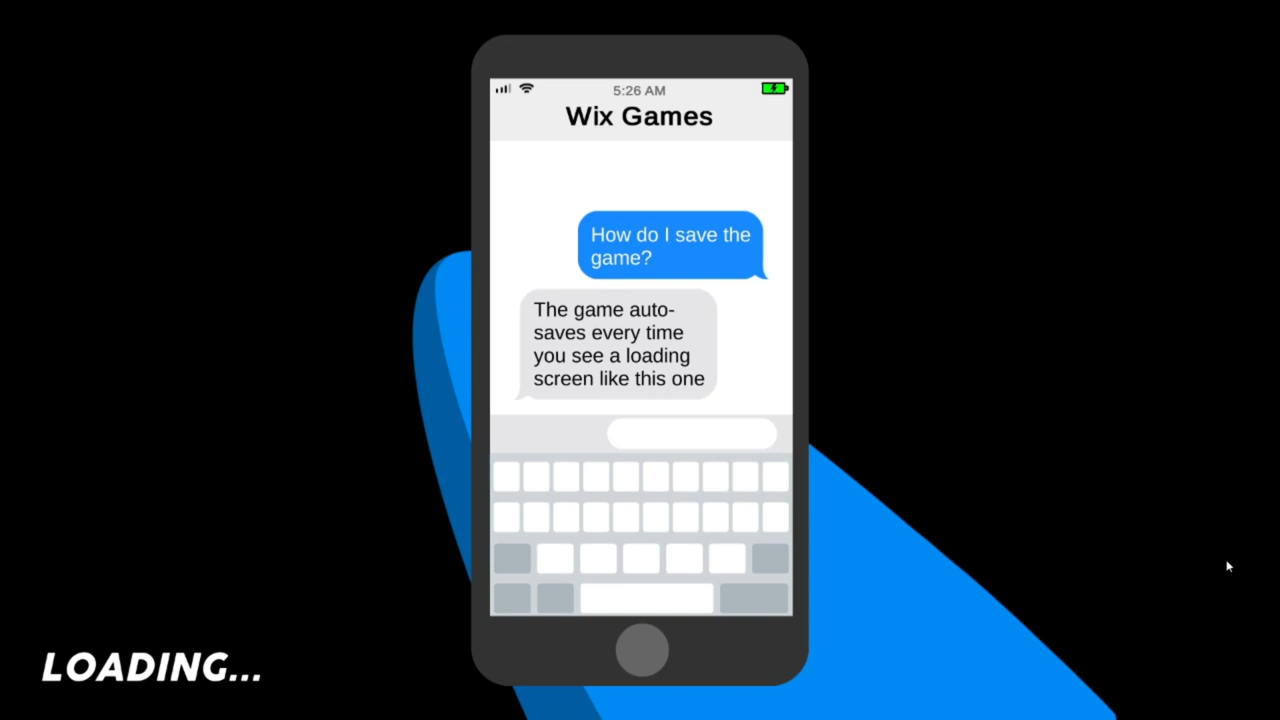 5:26 AM
Wix Games
How do I save the
game?
The game auto-
saves every time
you see a loading
screen like this one
LOADING...